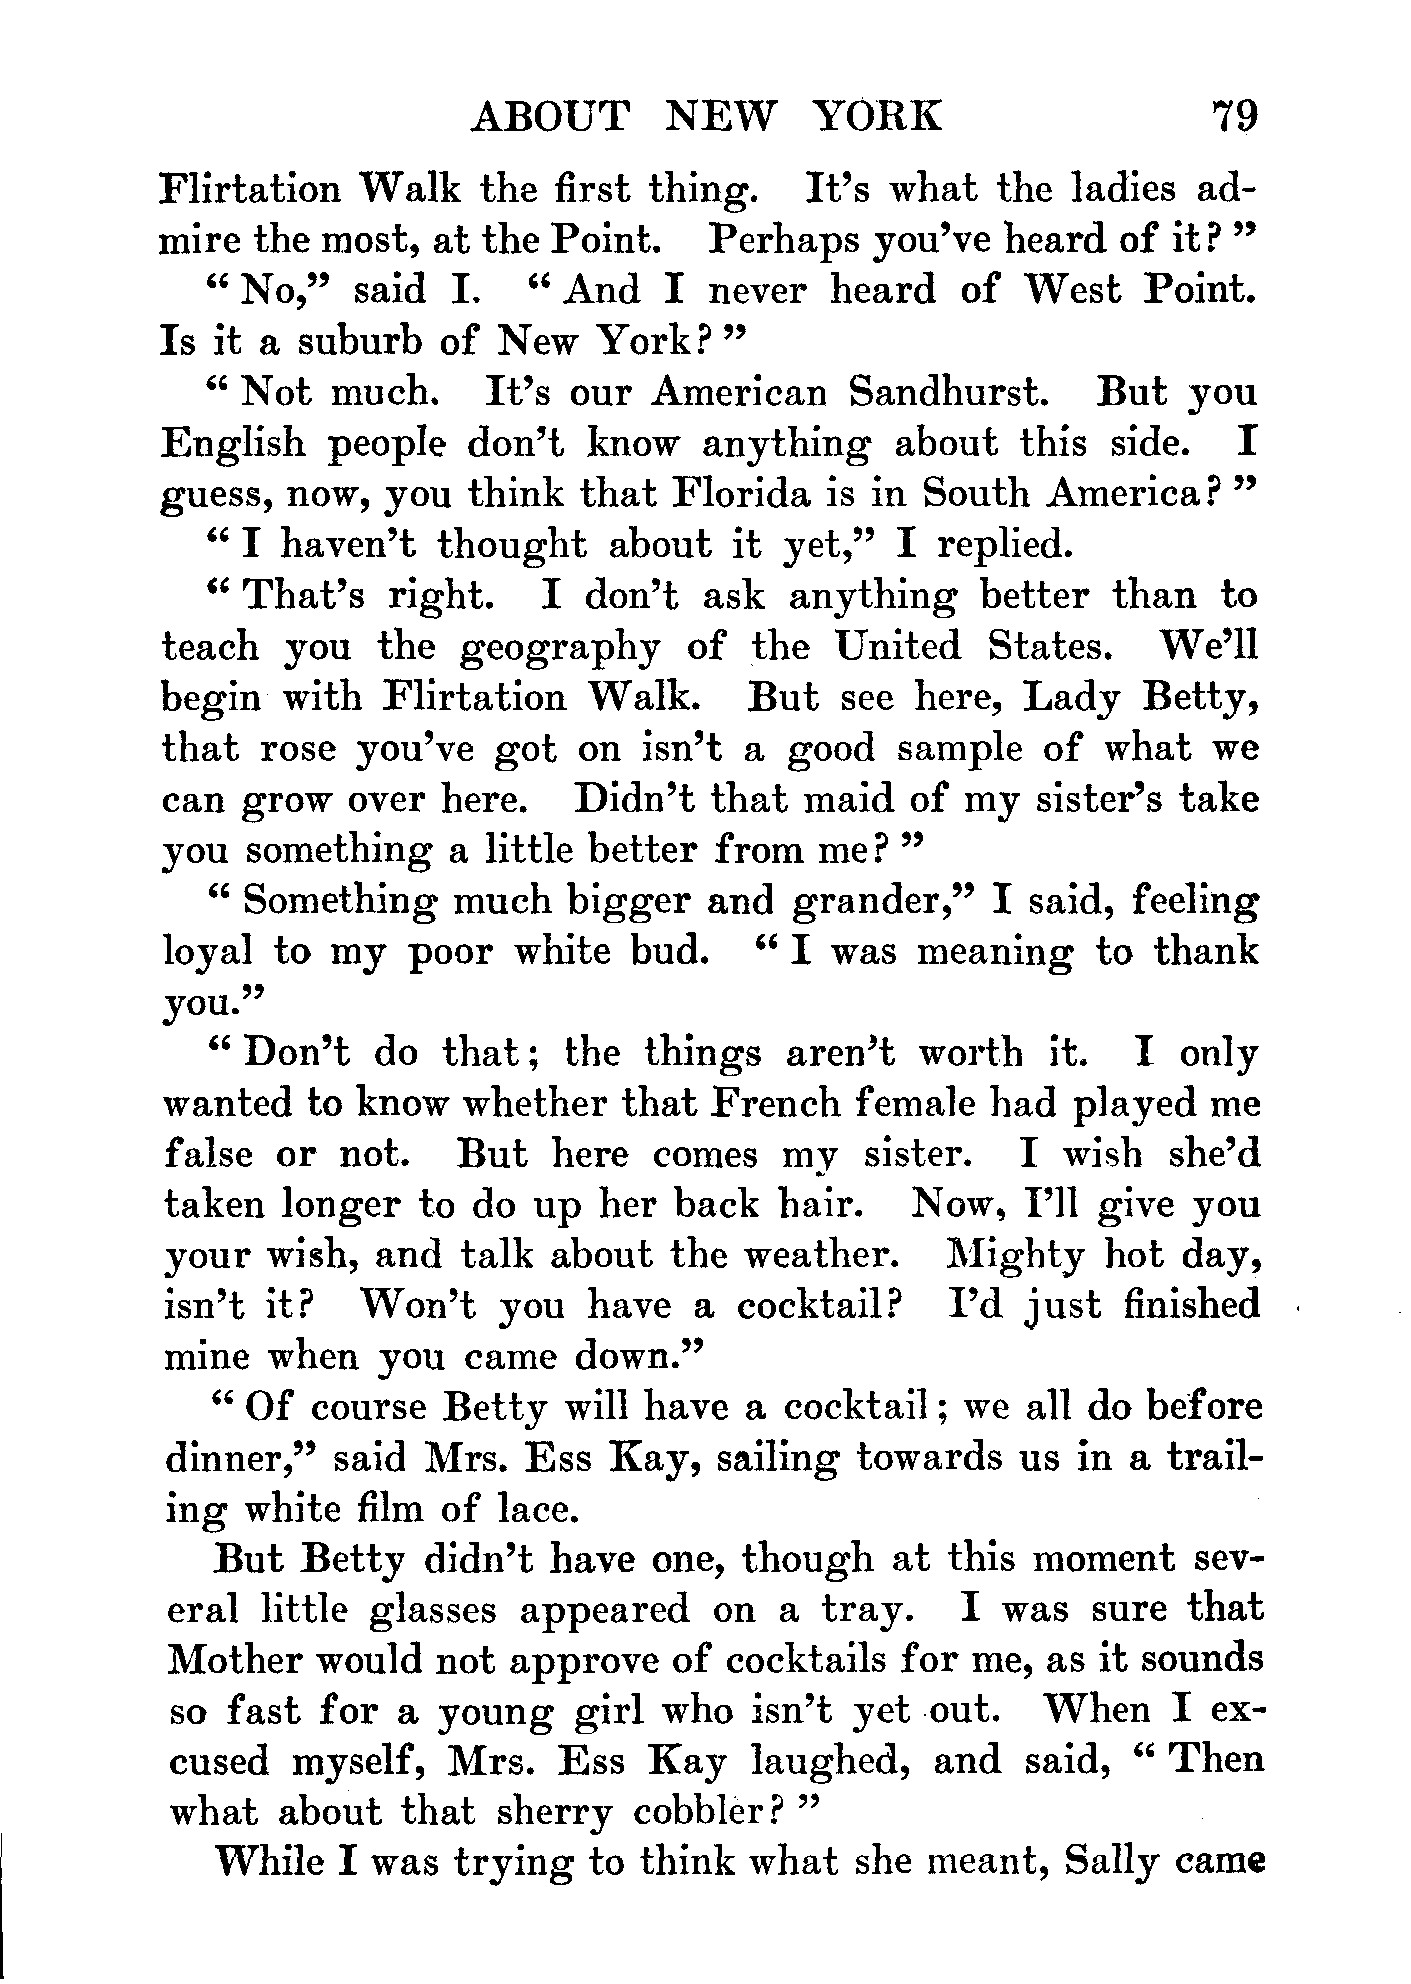 ABOUT NEW YORK 79
Flirtation Walk the first thing. It's what the ladies ad-
mire the most, at the Point. Perhaps you've heard of it?"
"No," said I. "And I never heard of West Point.
Is it a suburb of New York?"
"Not much. It's our American Sandhurst. But you
English people don't know anything about this side. I
guess, now, you think that Florida is in South America?"
"I haven't thought about it yet," I replied.
"That's right. I don't ask anything better than to
teach you the geography of the United States. We'll
begin with Flirtation Walk. But see here, Lady Betty,
that rose you've got on isn't a good sample of what we
can grow over here. Didn't that maid of my sister's take
you something a little better from me?"
"Something much bigger and grander," I said, feeling
loyal to my poor white bud. "I was meaning to thank
you."
"Don't do that; the things aren't worth it. I only
wanted to know whether that French female had played me
false or not. But here comes my sister. I wish she'd
taken longer to do up her back hair. Now, I'll give you
your wish, and talk about the weather. Mighty hot day,
isn't it? Won't you have a cocktail? I'd just finished
mine when you came down."
"Of course Betty will have a cocktail; we all do before
dinner," said Mrs. Ess Kay, sailing towards us in a trail-
ing white film of lace.
But Betty didn't have one, though at this moment sev-
eral little glasses appeared on a tray. I was sure that
Mother would not approve of cocktails for me, as it sounds
so fast for a young girl who isn't yet out. When I ex-
cused myself, Mrs. Ess Kay laughed, and said, "Then
what about that sherry cobbler?"
While I was trying to think what she meant, Sally came